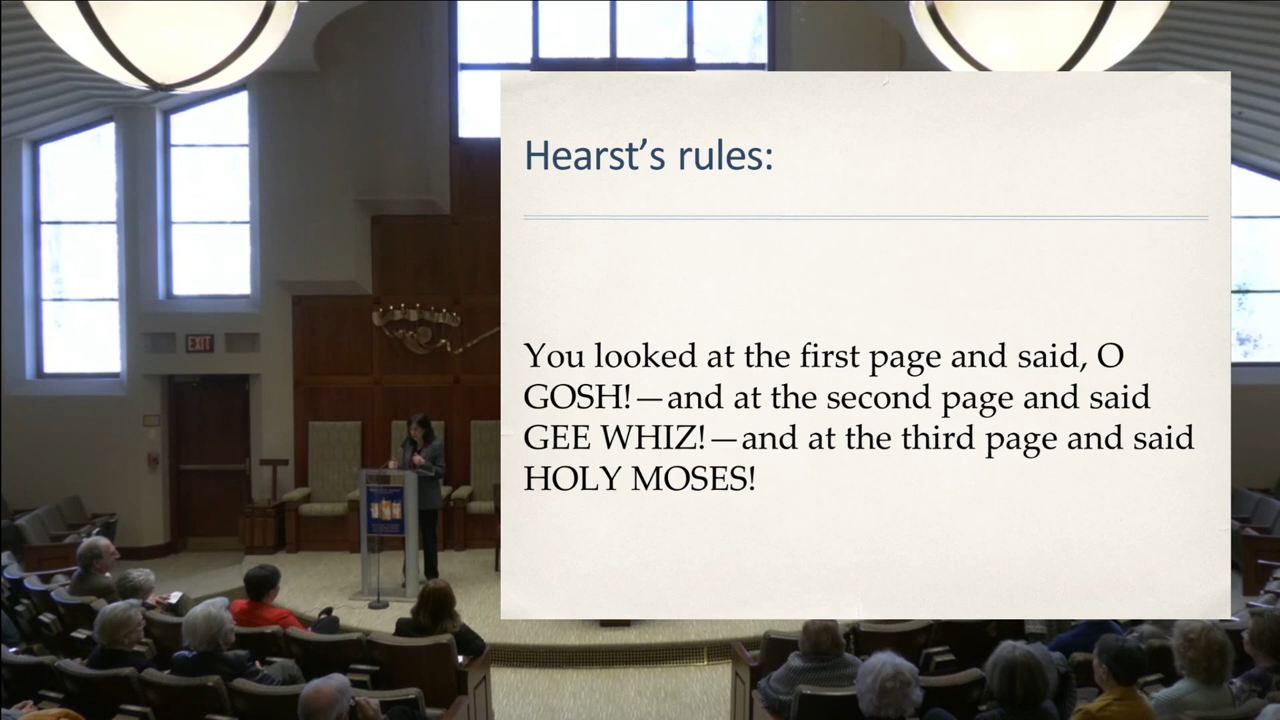 EXIT
Hearst’s rules:
You looked at the first page and said, O
GOSH!—and at the second page and said
GEE WHIZ!—and at the third page and said
HOLY MOSES!